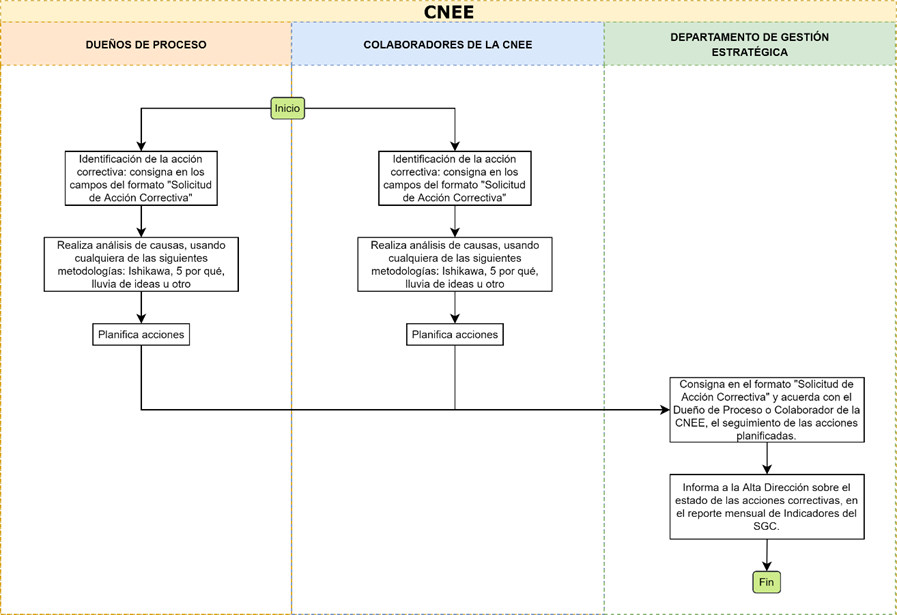 CNEE
DUEÑOS DE PROCESO
COLABORADORES DE LA CNEE
DEPARTAMENTO DE GESTIÓN
ESTRATÉGICA
Inicio
Identificación de la acción
correctiva: consigna en los
campos del formato "Solicitud
de Acción Correctiva"
Realiza análisis de causas, usando
cualquiera de las siguientes
metodologías: Ishikawa, 5 por qué,
lluvia de ideas u otro
Planifica acciones
Identificación de la acción
correctiva: consigna en los
campos del formato "Solicitud
de Acción Correctiva"
Realiza análisis de causas, usando
cualquiera de las siguientes
metodologías: Ishikawa, 5 por qué,
lluvia de ideas u otro
Planifica acciones
Consigna en el formato "Solicitud de
Acción Correctiva" y acuerda con el
Dueño de Proceso o Colaborador de la
CNEE, el seguimiento de las acciones
planificadas.
Informa a la Alta Dirección sobre el
estado de las acciones correctivas, en
el reporte mensual de Indicadores del
SGC.
Fin